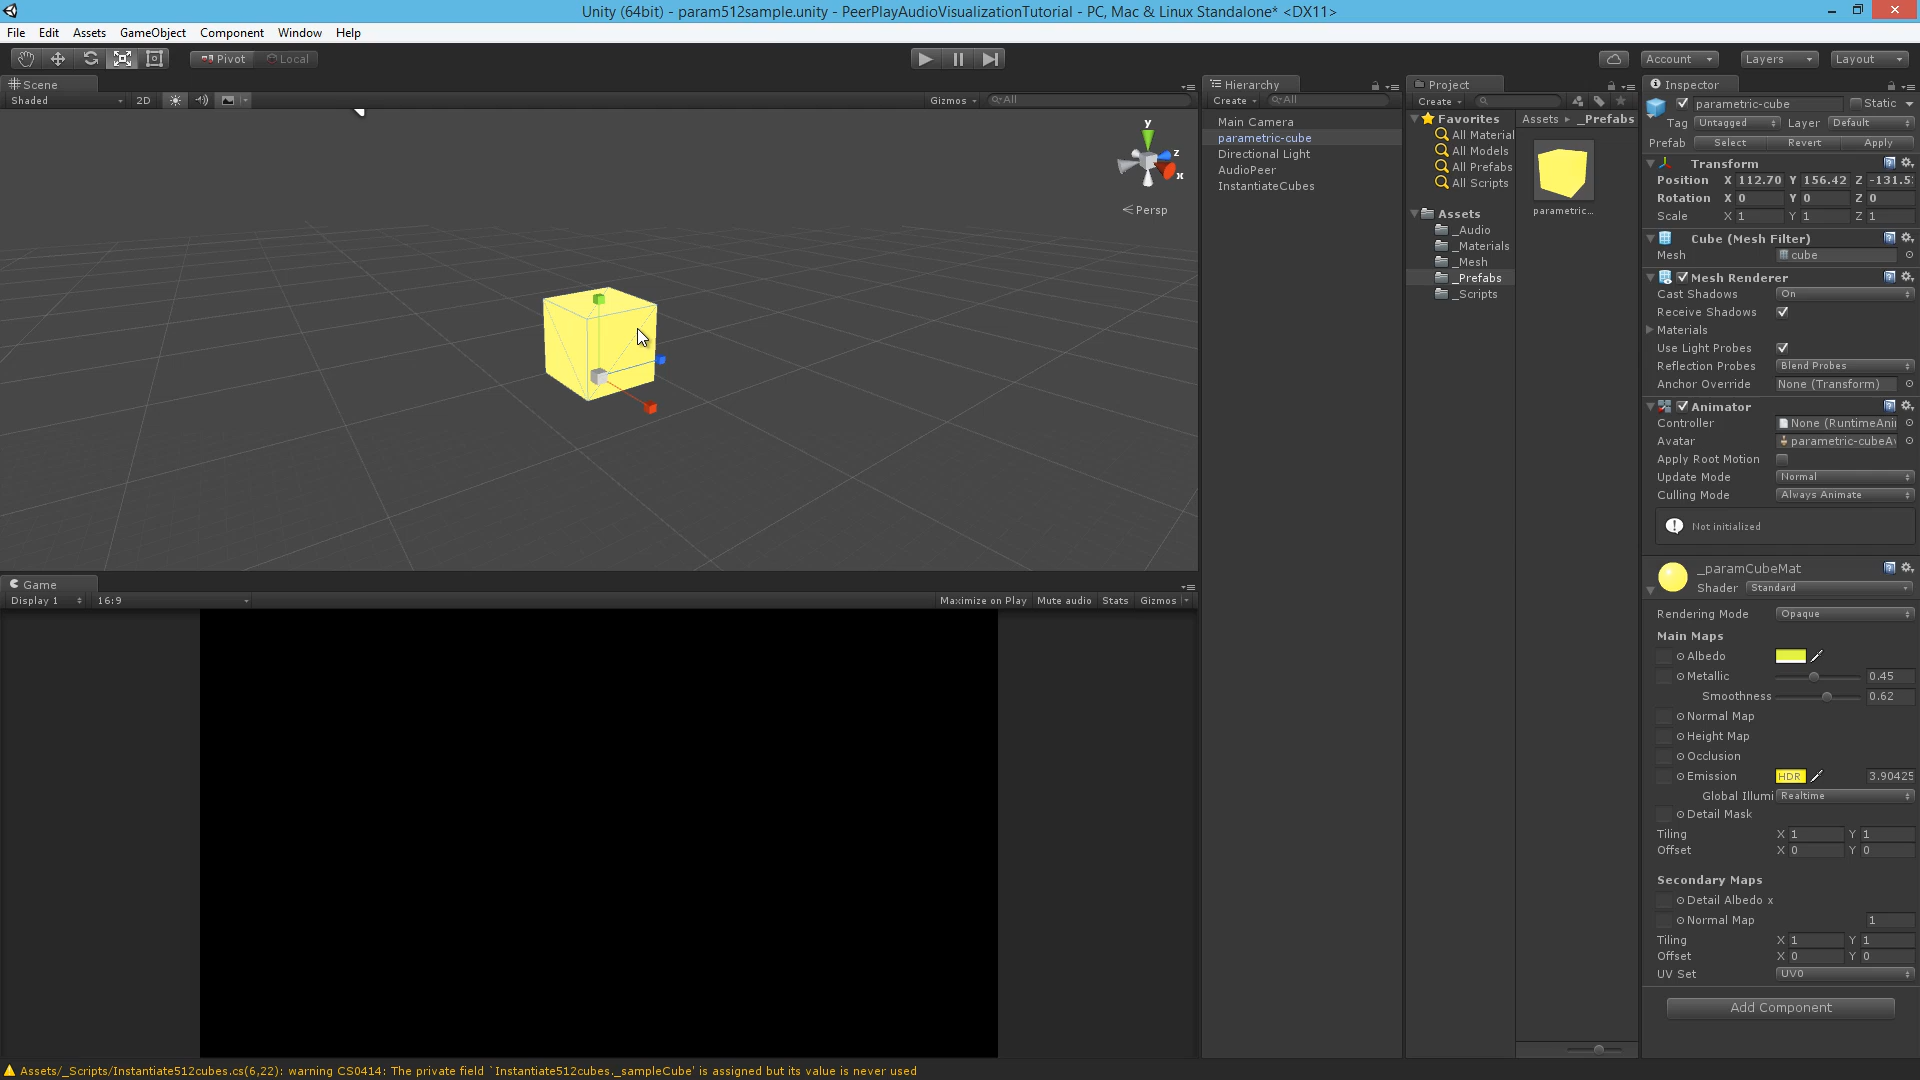 Unity (64bit) - param512sample.unity - PeerPlayAudioVisualizationTutorial - PC, Mac & Linux Standalone* <DX11>
File Edit Assets GameObject Component Window Help
Pivot Local
Account Layers Layout
Scene
Shaded 2D Gizmos All
y
z
x
Persp
Game
Display 1 16:9 Maximize on Play Mute audio Stats Gizmos
Hierarchy
Create All
Main Camera
parametric-cube
Directional Light
AudioPeer
InstantiateCubes
Project
Create
Favorites
All Material
All Models
All Prefabs
All Scripts
Assets
_Audio
_Materials
_Mesh
_Prefabs
_Scripts
Assets _Prefabs
parametric...
Inspector
parametric-cube Static
Tag Untagged Layer Default
Prefab Select Revert Apply
Transform
Position X 112.70 Y 156.42 Z -131.5
Rotation X 0 Y 0 Z 0
Scale X 1 Y 1 Z 1
Cube (Mesh Filter)
Mesh cube
Mesh Renderer
Cast Shadows On
Receive Shadows
Materials
Use Light Probes
Reflection Probes Blend Probes
Anchor Override None (Transform)
Animator
Controller None (RuntimeAni
Avatar parametric-cubeA
Apply Root Motion
Update Mode Normal
Culling Mode Always Animate
Not initialized
_paramCubeMat
Shader Standard
Rendering Mode Opaque
Main Maps
Albedo
Metallic 0.45
Smoothness 0.62
Normal Map
Height Map
Occlusion
Emission HDR 3.90425
Global Illumi Realtime
Detail Mask
Tiling X 1 Y 1
Offset X 0 Y 0
Secondary Maps
Detail Albedo x
Normal Map 1
Tiling X 1 Y 1
Offset X 0 Y 0
UV Set UV0
Add Component
Assets/_Scripts/Instantiate512cubes.cs(6,22): warning CS0414: The private field `Instantiate512cubes._sampleCube' is assigned but its value is never used